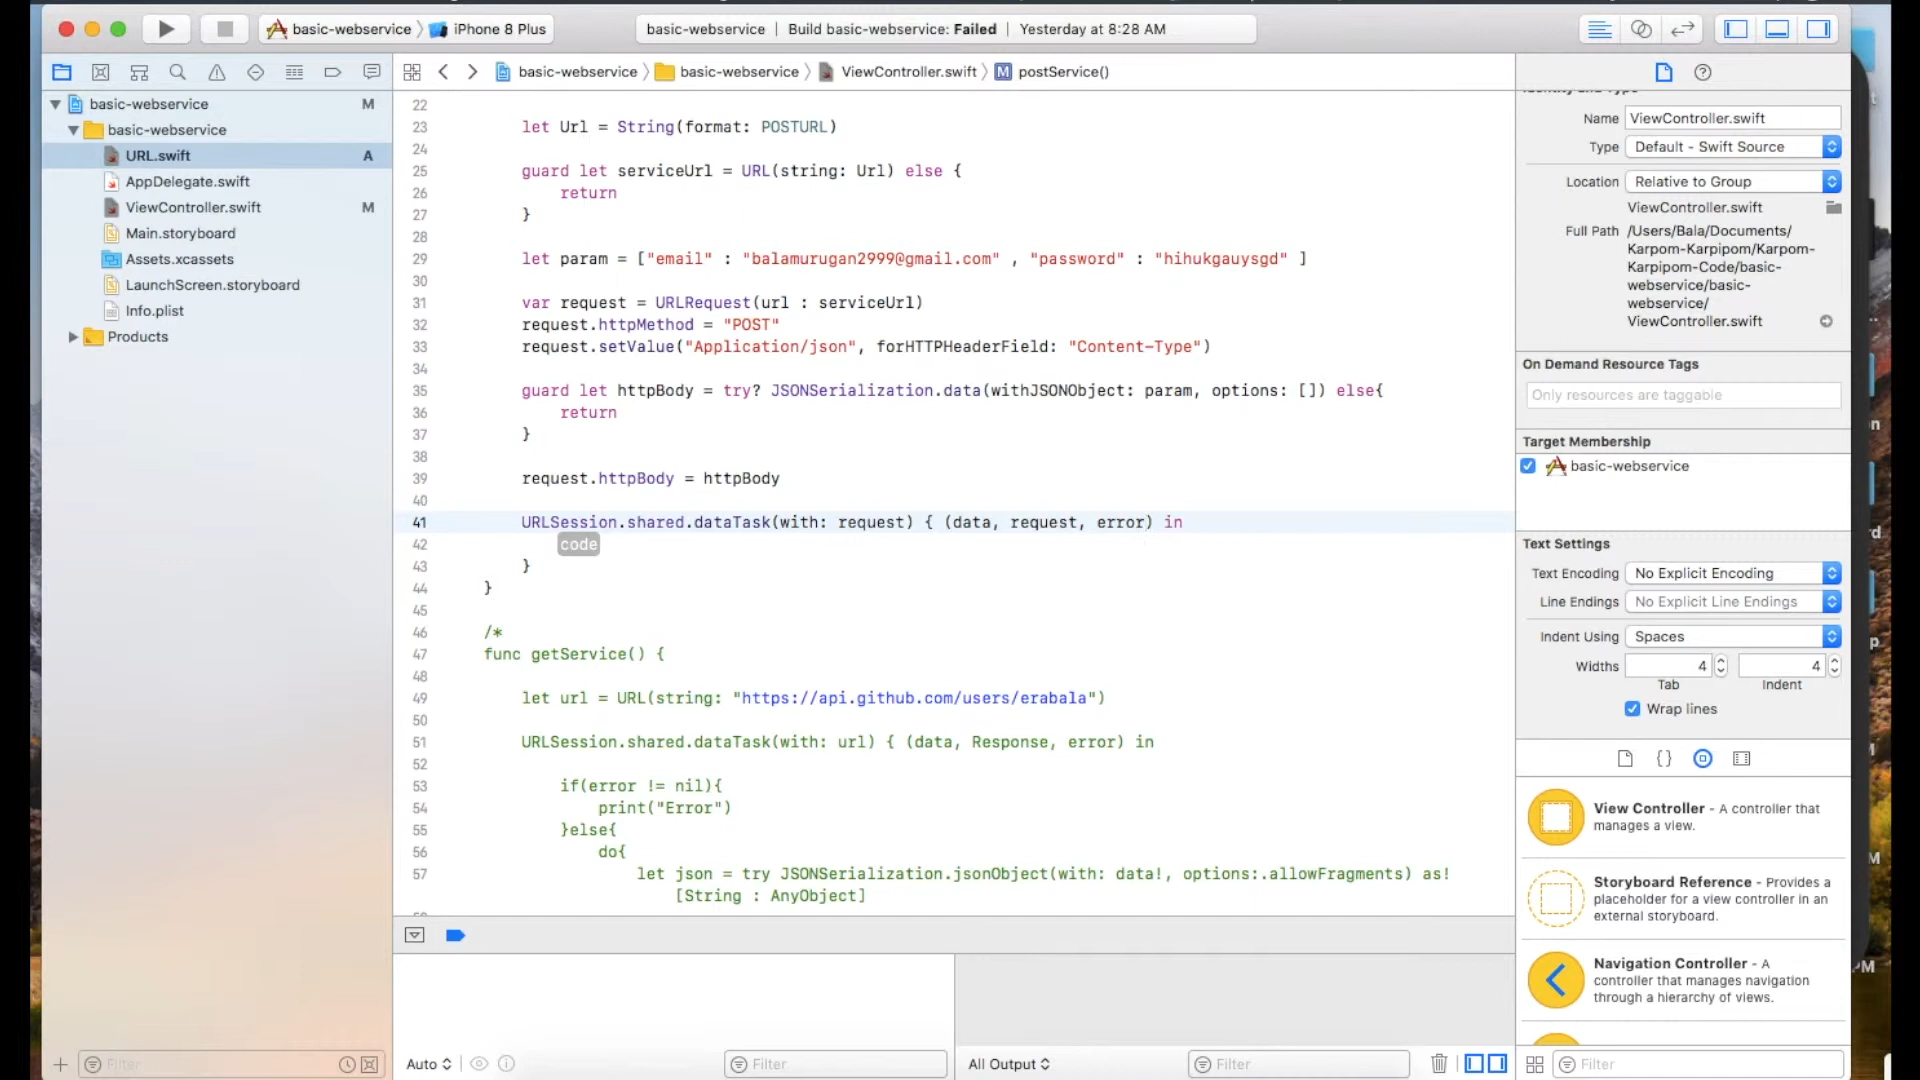 basic-webservice iPhone 8 Plus
basic-webservice | Build basic-webservice: Failed | Yesterday at 8:28 AM
basic-webservice basic-webservice ViewController.swift M postService()
basic-webservice M
basic-webservice
URL.swift A
AppDelegate.swift
ViewController.swift M
Main.storyboard
Assets.xcassets
LaunchScreen.storyboard
Info.plist
Products
Filter
22
23 let Url = String(format: POSTURL)
24
25 guard let serviceUrl = URL(string: Url) else {
26 return
27 }
28
29 let param = ["email" : "balamurugan2999@gmail.com" , "password" : "hihukgauysgd" ]
30
31 var request = URLRequest(url : serviceUrl)
32 request.httpMethod = "POST"
33 request.setValue("Application/json", forHTTPHeaderField: "Content-Type")
34
35 guard let httpBody = try? JSONSerialization.data(withJSONObject: param, options: []) else{
36 return
37 }
38
39 request.httpBody = httpBody
40
41 URLSession.shared.dataTask(with: request) { (data, request, error) in
42 code
43 }
44 }
45
46 /*
47 func getService() {
48
49 let url = URL(string: "https://api.github.com/users/erabala")
50
51 URLSession.shared.dataTask(with: url) { (data, Response, error) in
52
53 if(error != nil){
54 print("Error")
55 }else{
56 do{
57 let json = try JSONSerialization.jsonObject(with: data!, options:.allowFragments) as!
[String : AnyObject]
Auto
Filter
All Output
Filter
Identity and Type
Name ViewController.swift
Type Default - Swift Source
Location Relative to Group
ViewController.swift
Full Path /Users/Bala/Documents/
Karpom-Karpipom/Karpom-
Karpipom-Code/basic-
webservice/basic-
webservice/
ViewController.swift
On Demand Resource Tags
Only resources are taggable
Target Membership
basic-webservice
Text Settings
Text Encoding No Explicit Encoding
Line Endings No Explicit Line Endings
Indent Using Spaces
Widths 4 4
Tab Indent
Wrap lines
{}
View Controller - A controller that
manages a view.
Storyboard Reference - Provides a
placeholder for a view controller in an
external storyboard.
Navigation Controller - A
controller that manages navigation
through a hierarchy of views.
Filter